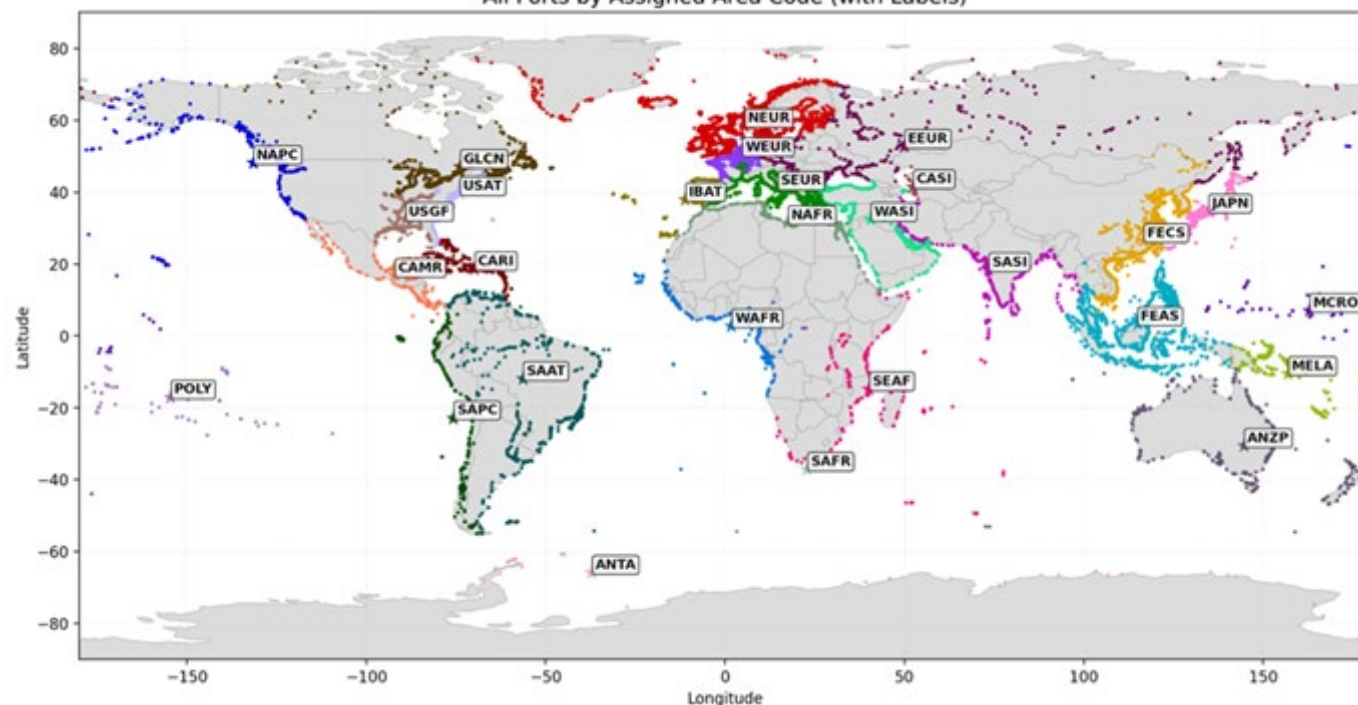 All Ports by Assigned Area Code (with Labels)
80
60
40
20
0
−20
−40
−60
−80
Latitude
NEUR
WEUR
EEUR
NAPC
GLCN
USAT
SEUR
CASI
IBAT
USGF
NAFR
WASI
JAPN
FECS
CAMR
CARI
SASI
WAFR
FEAS
MCRO
MELA
POLY
SAAT
SEAF
SAPC
ANZP
SAFR
ANTA
−150
−100
−50
0
50
100
150
Longitude